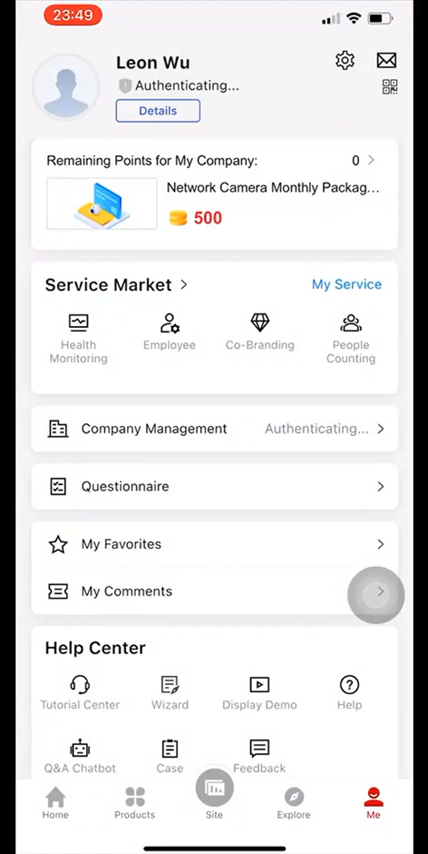 23:49
Leon Wu
Authenticating...
Details
Remaining Points for My Company: 0
Network Camera Monthly Packag...
500
Service Market
My Service
Health Monitoring
Employee
Co-Branding
People Counting
Company Management Authenticating...
Questionnaire
My Favorites
My Comments
Help Center
Tutorial Center
Wizard
Display Demo
Help
Q&A Chatbot
Case
Feedback
Home
Products
Site
Explore
Me